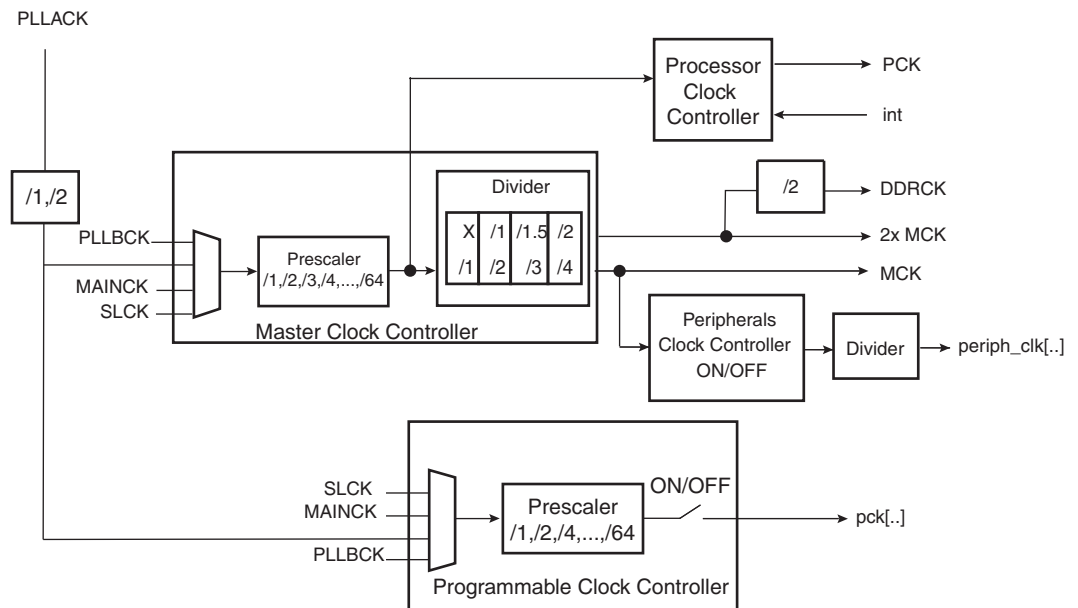 PLLACK
/1,/2
PLLBCK
MAINCK
SLCK
Prescaler
/1,/2,/3,/4,...,/64
Master Clock Controller
Divider
X /1 /1.5 /2
/1 /2 /3 /4
Processor
Clock
Controller
PCK
int
/2
DDRCK
2x MCK
MCK
Peripherals
Clock Controller
ON/OFF
Divider
periph_clk[..]
SLCK
MAINCK
PLLBCK
Prescaler
/1,/2,/4,...,/64
ON/OFF
pck[..]
Programmable Clock Controller